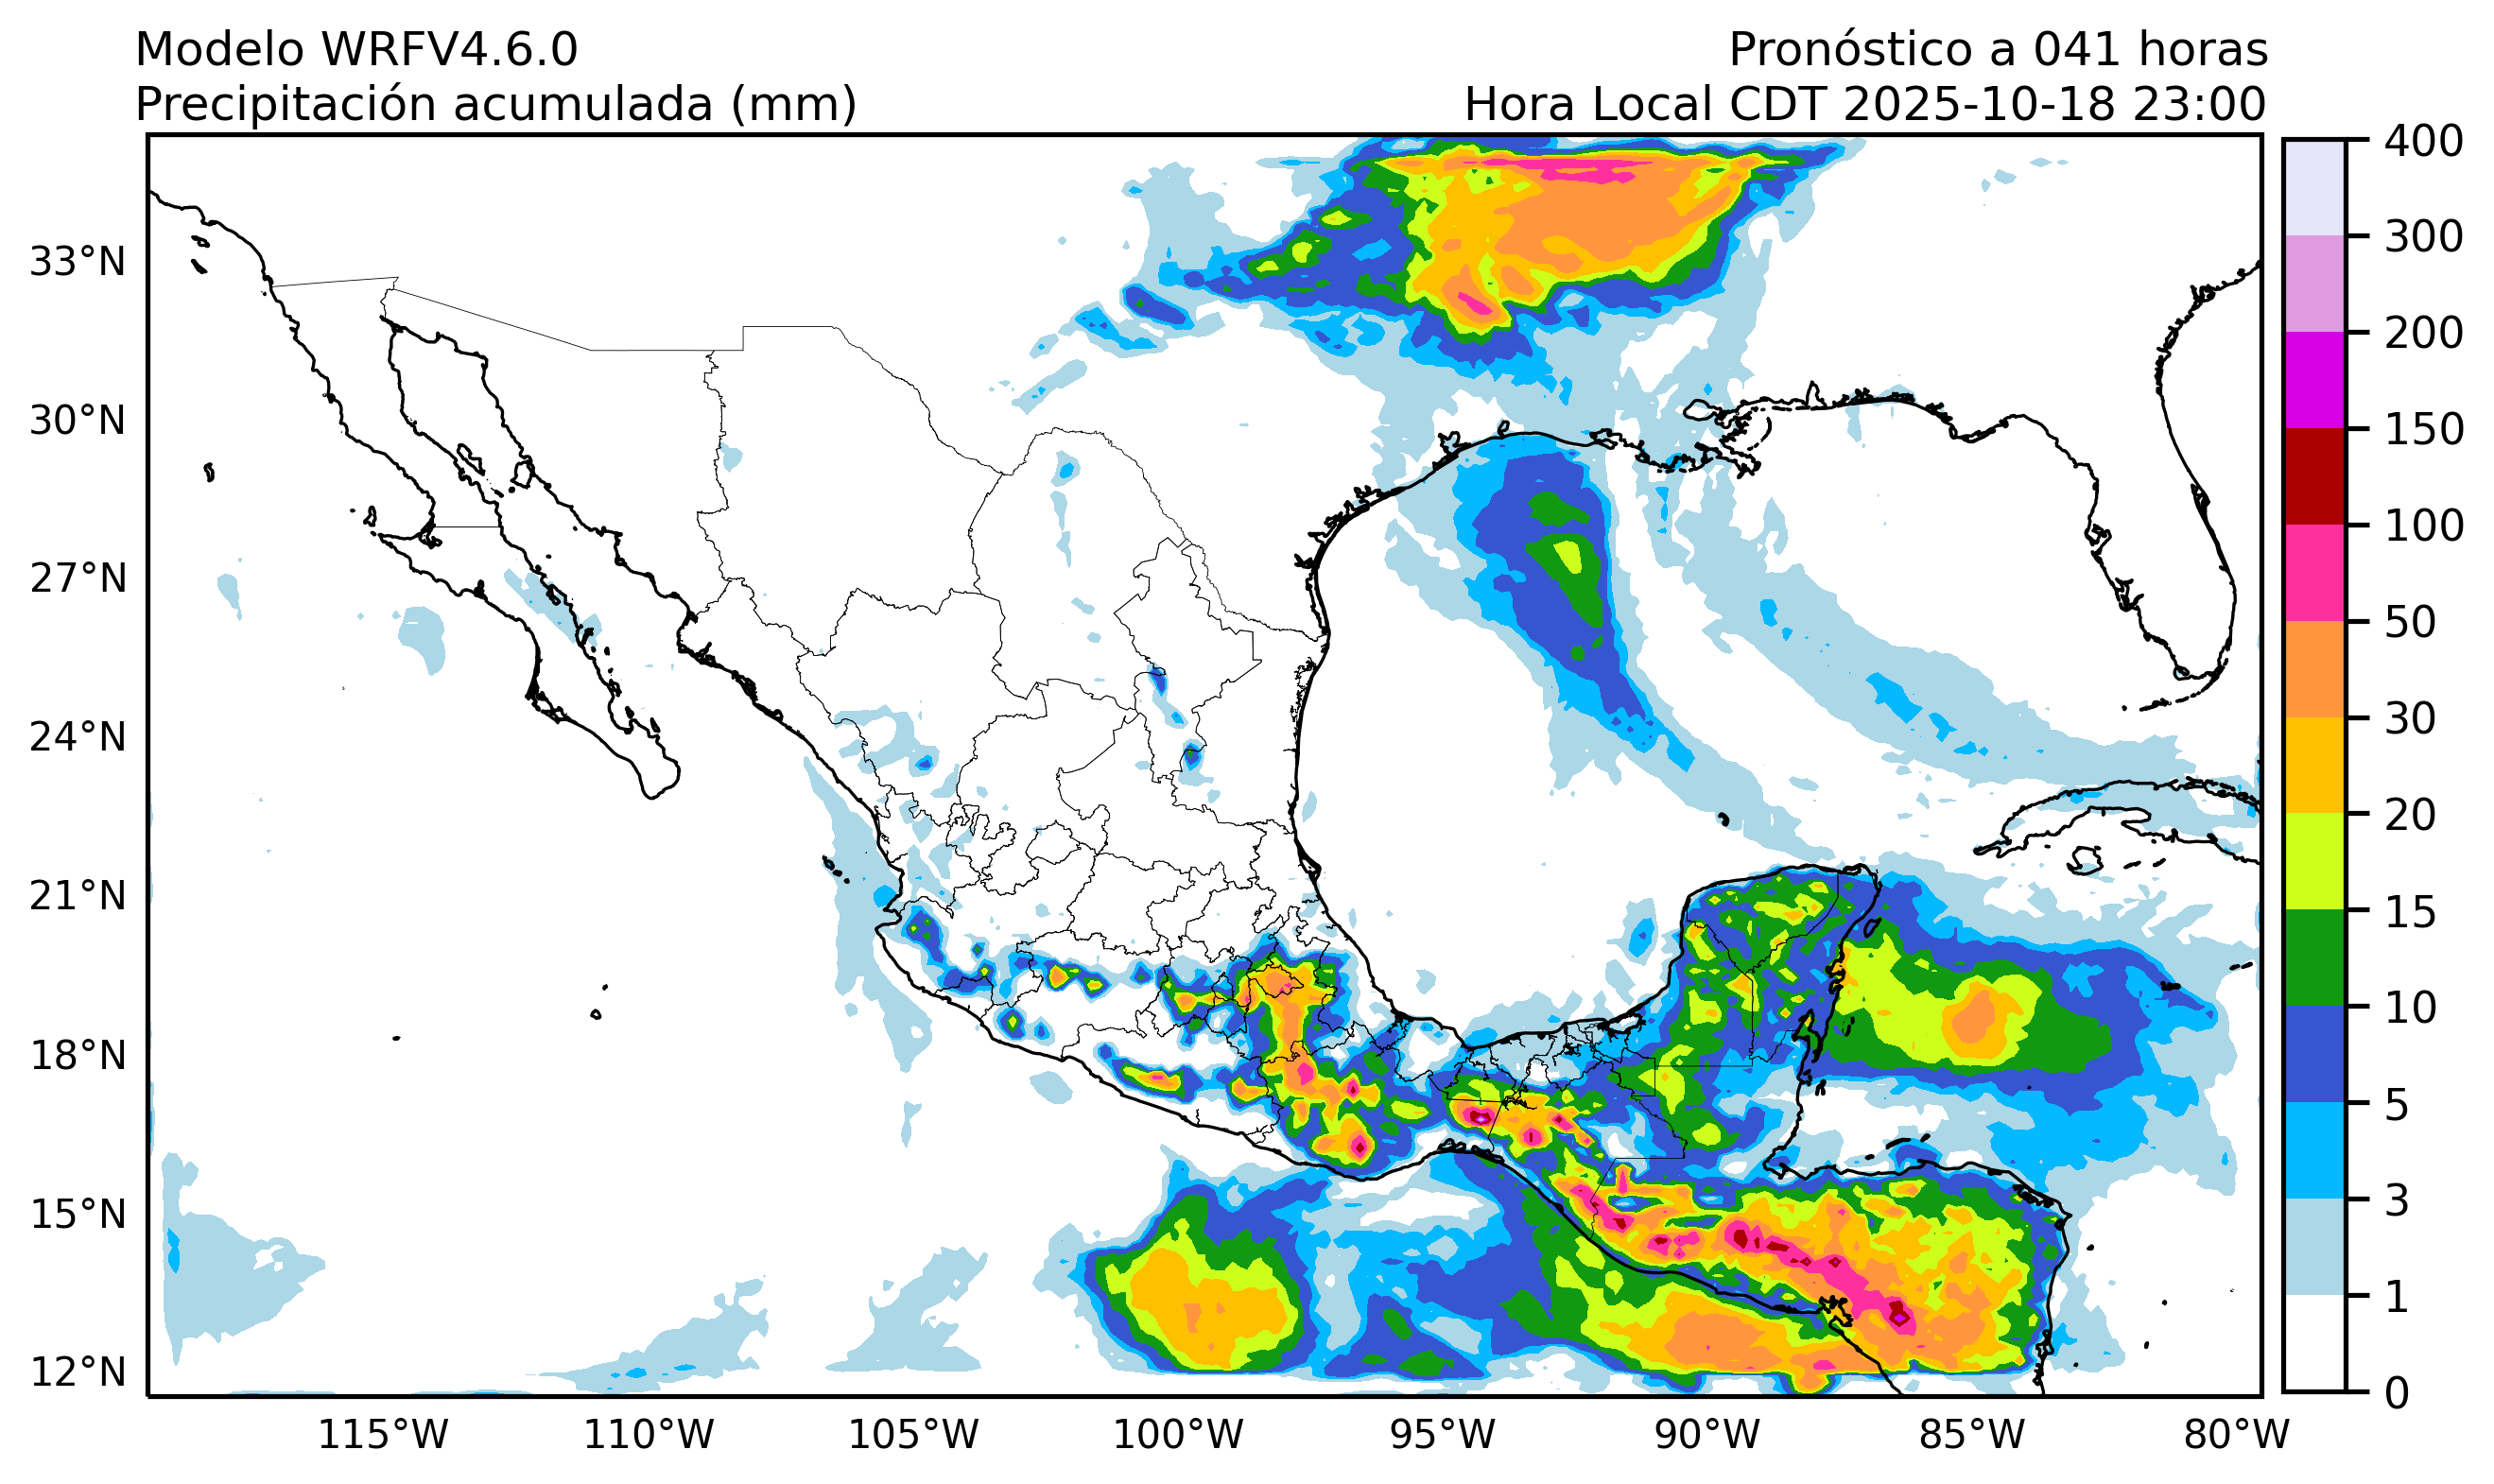 Modelo WRFV4.6.0
Pronóstico a 041 horas
Precipitación acumulada (mm)
Hora Local CDT 2025-10-18 23:00
33°N
30°N
27°N
24°N
21°N
18°N
15°N
12°N
115°W
110°W
105°W
100°W
95°W
90°W
85°W
80°W
400
300
200
150
100
50
30
20
15
10
5
3
1
0